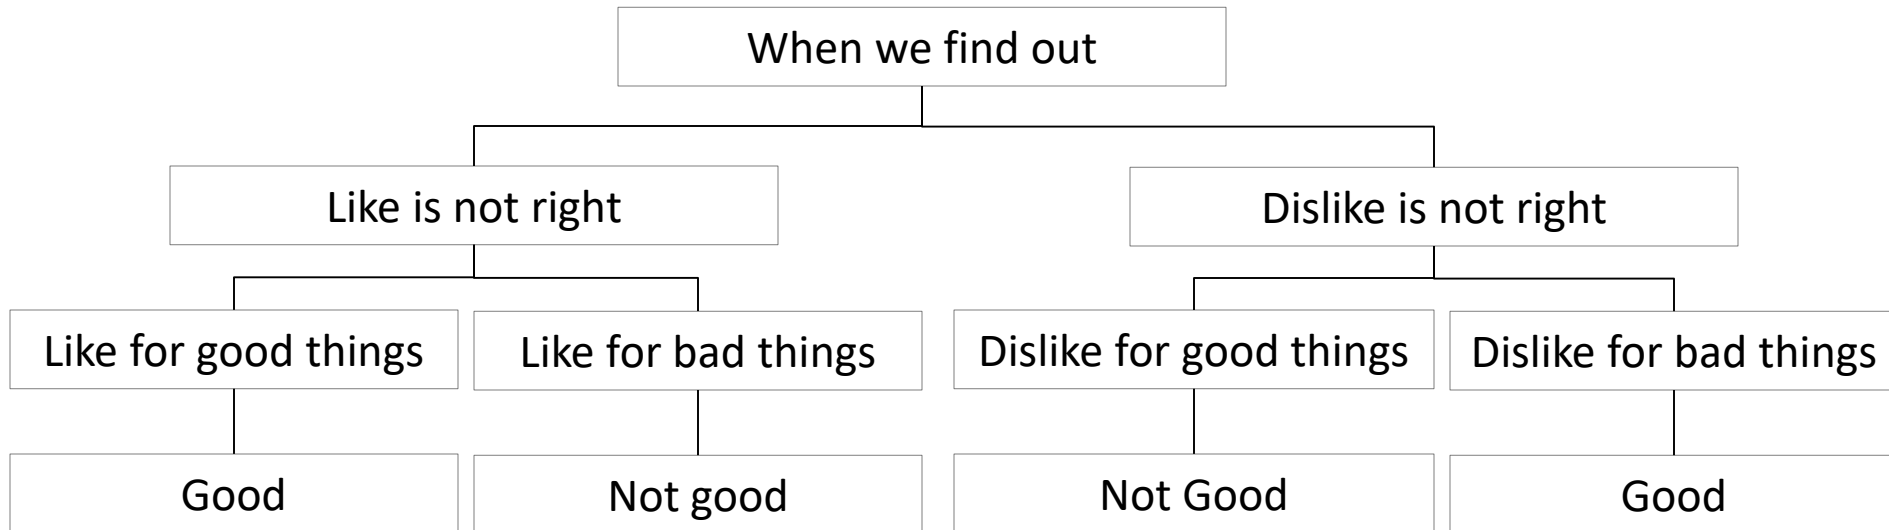 When we find out
Like is not right
Dislike is not right
Like for good things
Like for bad things
Dislike for good things
Dislike for bad things
Good
Not good
Not Good
Good